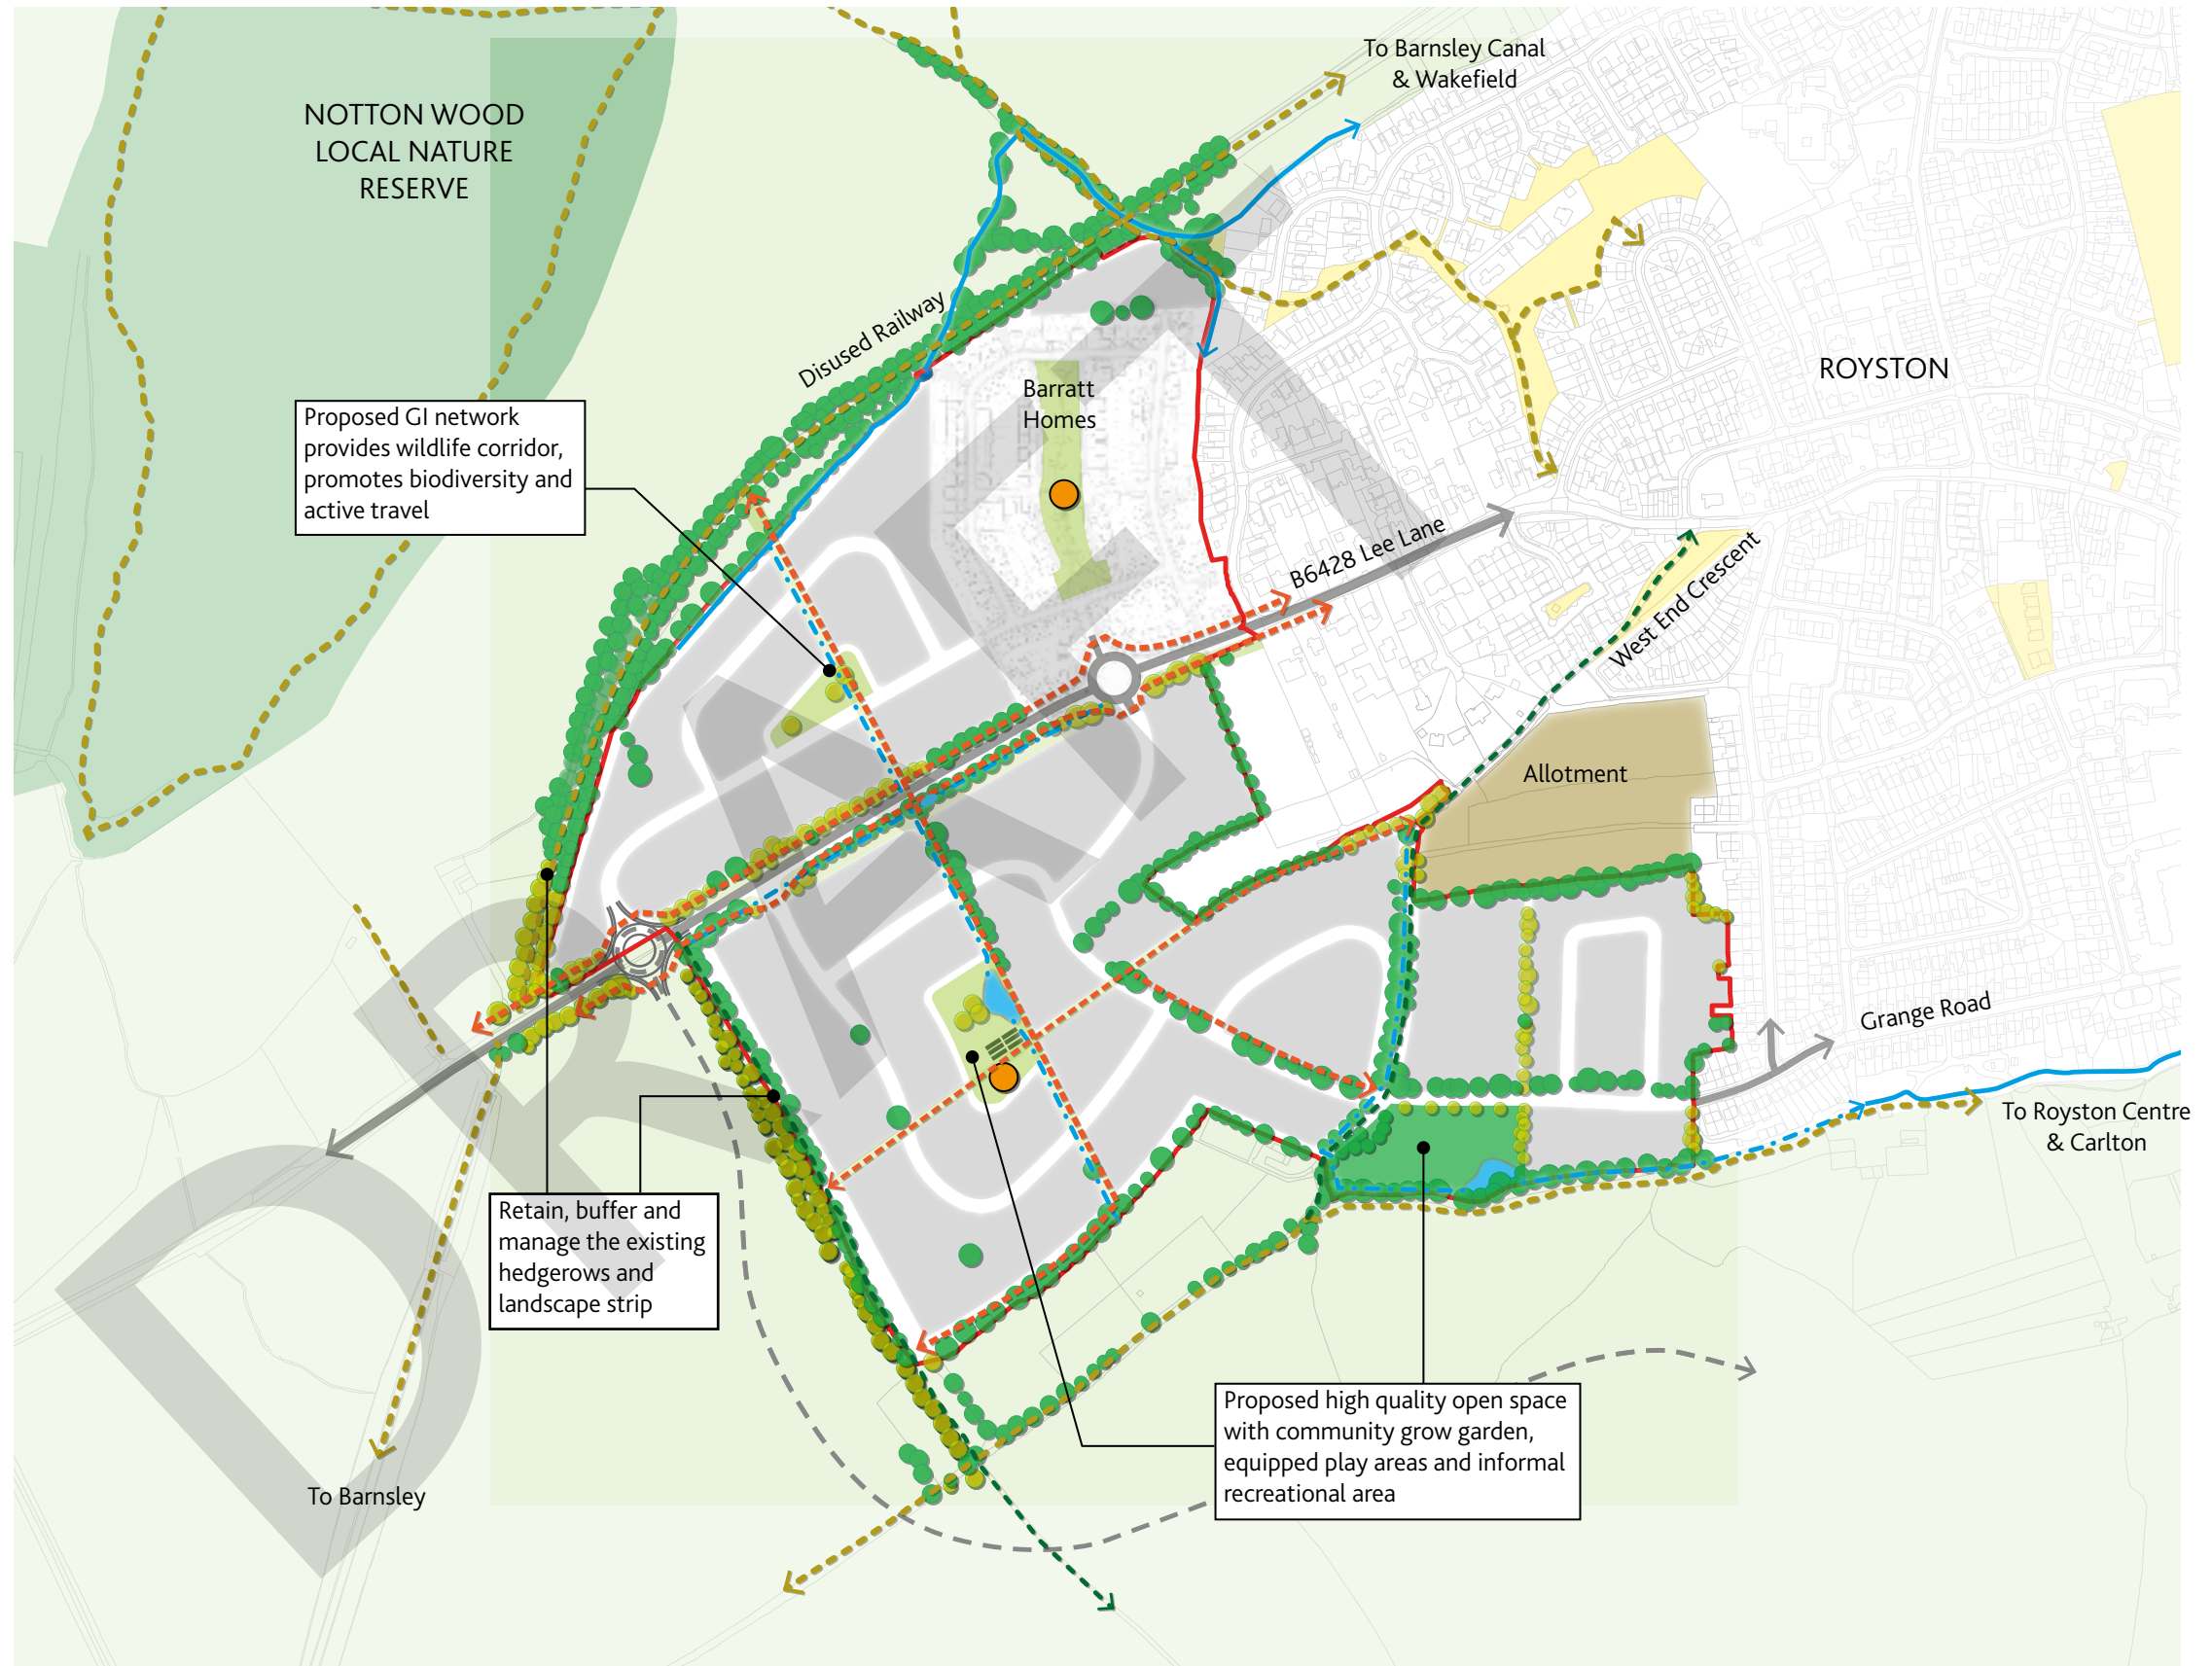 To Barnsley Canal
& Wakefield
NOTTON WOOD
LOCAL NATURE
RESERVE
Disused Railway
ROYSTON
Barratt
Homes
Proposed GI network
provides wildlife corridor,
promotes biodiversity and
active travel
B6428 Lee Lane
West End Crescent
Allotment
Grange Road
To Royston Centre
& Carlton
Retain, buffer and
manage the existing
hedgerows and
landscape strip
Proposed high quality open space
with community grow garden,
equipped play areas and informal
recreational area
To Barnsley
DRAFT